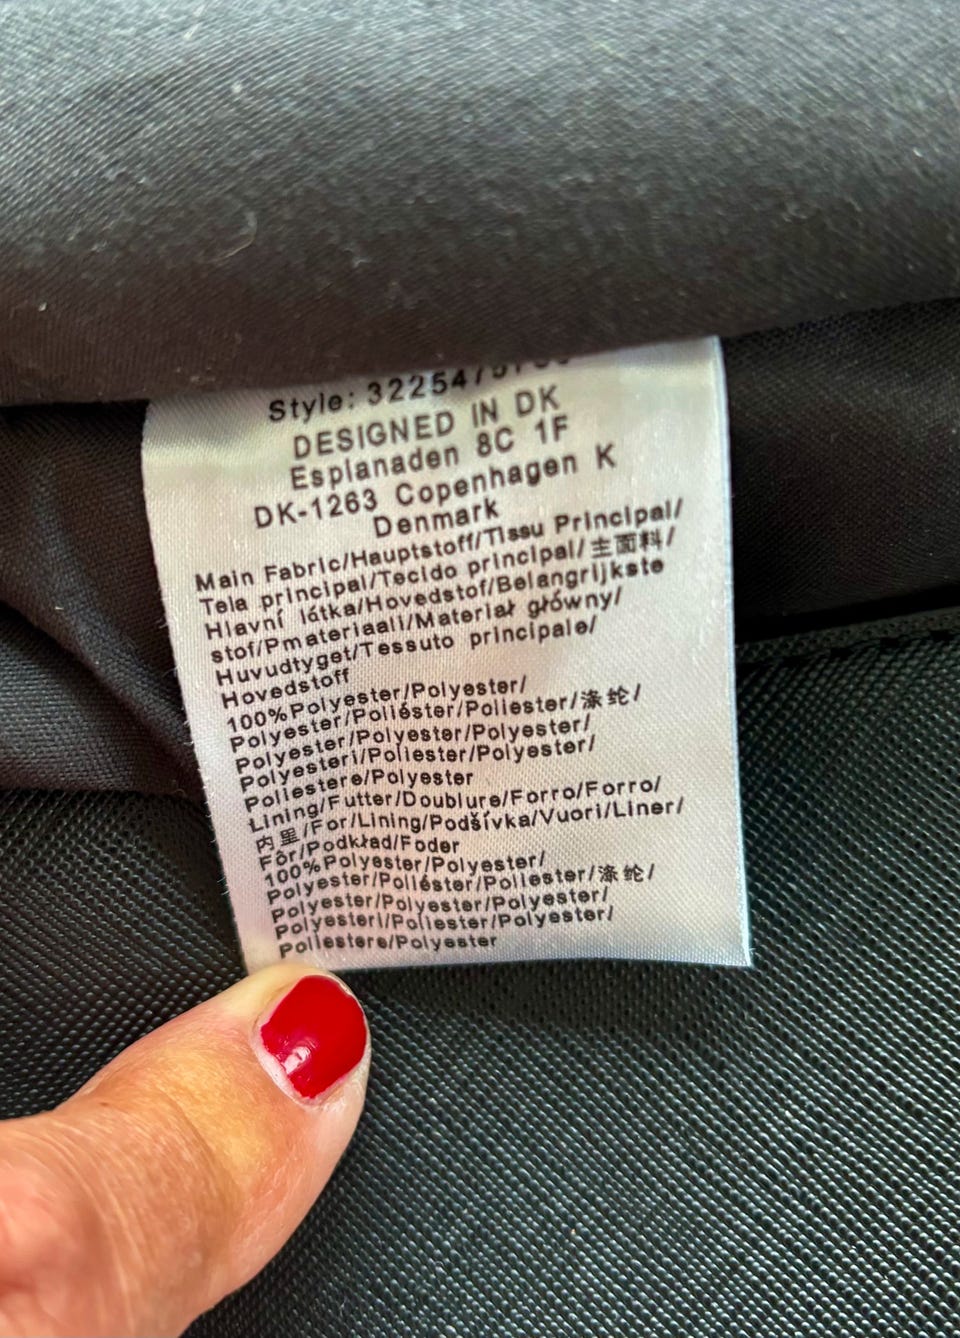 Style: 32254
DESIGNED IN DK
Esplanaden 8C 1F
DK-1263 Copenhagen K
Denmark
Main Fabric/Hauptstoff/Tissu Principal/
Tela principal/Tecido principal/主面料/
Hlavní látka/Hovedstof/Belangrijkste
stof/Pmateriaali/Materiał główny/
Huvudtyget/Tessuto principale/
Hovedstoff
100%Polyester/Polyester/
Polyester/Poliéster/Poliester/涤纶/
Polyester/Polyester/Polyester/
Polyesteri/Poliester/Polyester/
Poliestere/Polyester
Lining/Futter/Doublure/Forro/Forro/
内里/For/Lining/Podšívka/Vuori/Liner/
Fôr/Podkład/Foder
100%Polyester/Polyester/
Polyester/Poliéster/Poliester/涤纶/
Polyester/Polyester/Polyester/
Polyesteri/Poliester/Polyester/
Poliestere/Polyester